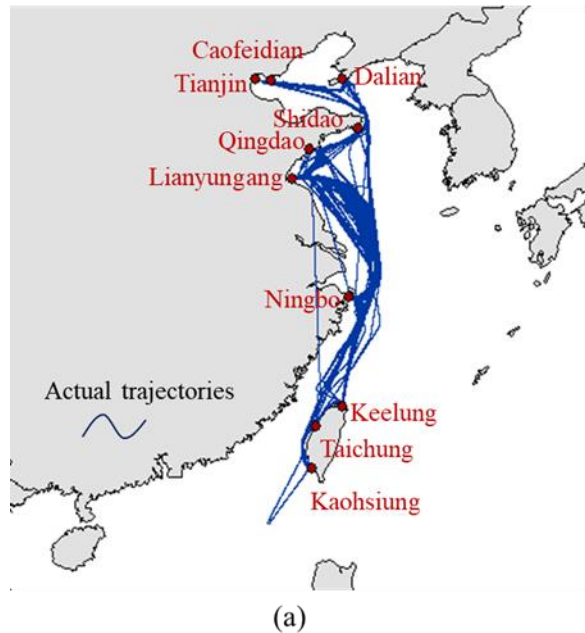 Caofeidian
Tianjin
Dalian
Shidao
Qingdao
Lianyungang
Ningbo
Actual trajectories
Keelung
Taichung
Kaohsiung
(a)